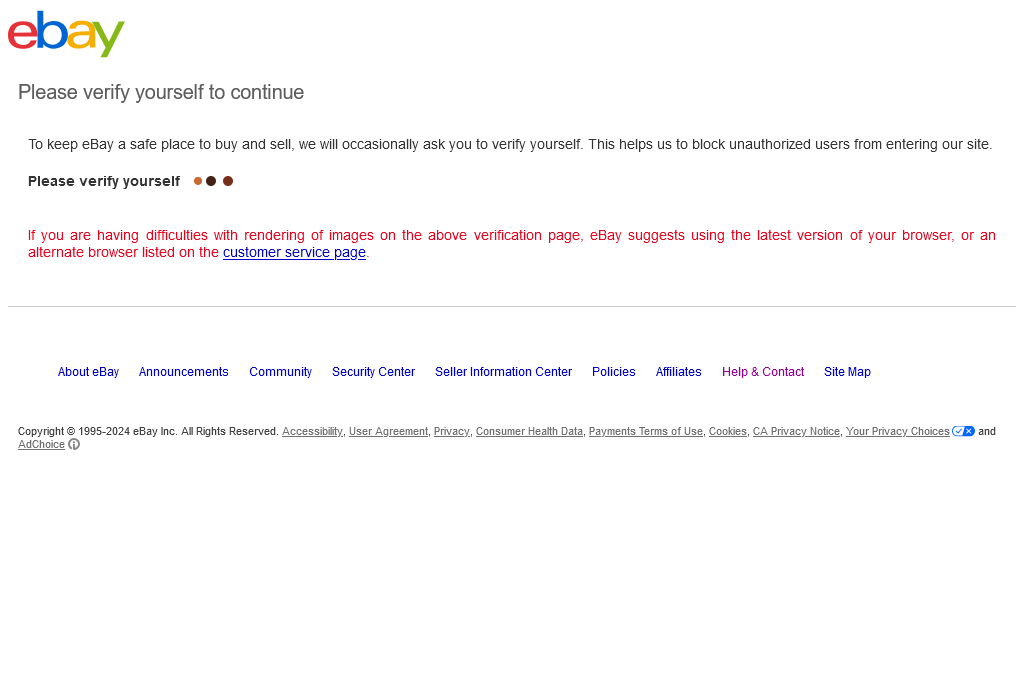 ebay
Please verify yourself to continue
To keep eBay a safe place to buy and sell, we will occasionally ask you to verify yourself. This helps us to block unauthorized users from entering our site.
Please verify yourself
If you are having difficulties with rendering of images on the above verification page, eBay suggests using the latest version of your browser, or an
alternate browser listed on the customer service page.
About eBay Announcements Community Security Center Seller Information Center Policies Affiliates Help & Contact Site Map
Copyright © 1995-2024 eBay Inc. All Rights Reserved. Accessibility, User Agreement, Privacy, Consumer Health Data, Payments Terms of Use, Cookies, CA Privacy Notice, Your Privacy Choices and
AdChoice